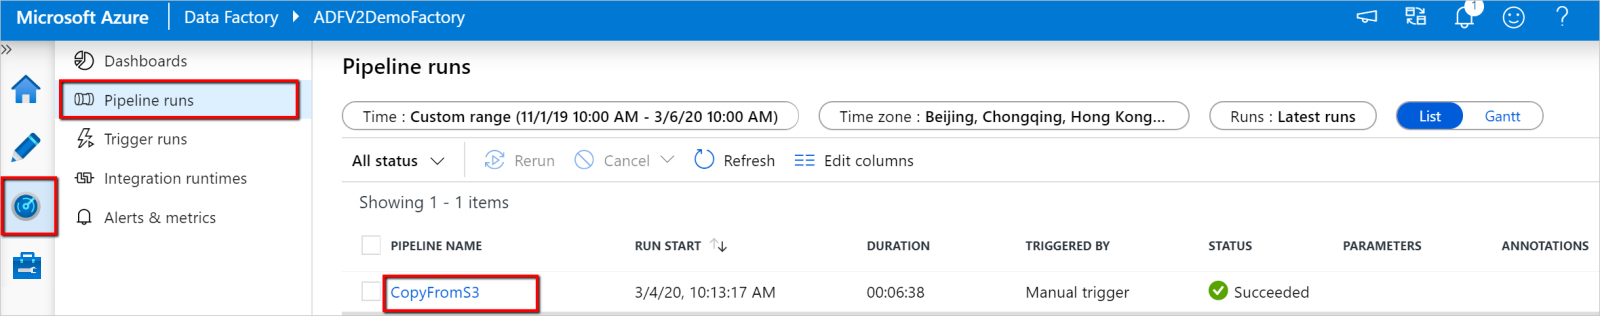 Microsoft Azure Data Factory ADFV2DemoFactory 1 ?
»
Dashboards
Pipeline runs
Trigger runs
Integration runtimes
Alerts & metrics
Pipeline runs
Time : Custom range (11/1/19 10:00 AM - 3/6/20 10:00 AM) Time zone : Beijing, Chongqing, Hong Kong... Runs : Latest runs List Gantt
All status Rerun Cancel Refresh Edit columns
Showing 1 - 1 items
PIPELINE NAME RUN START ↑↓ DURATION TRIGGERED BY STATUS PARAMETERS ANNOTATIONS
CopyFromS3 3/4/20, 10:13:17 AM 00:06:38 Manual trigger Succeeded